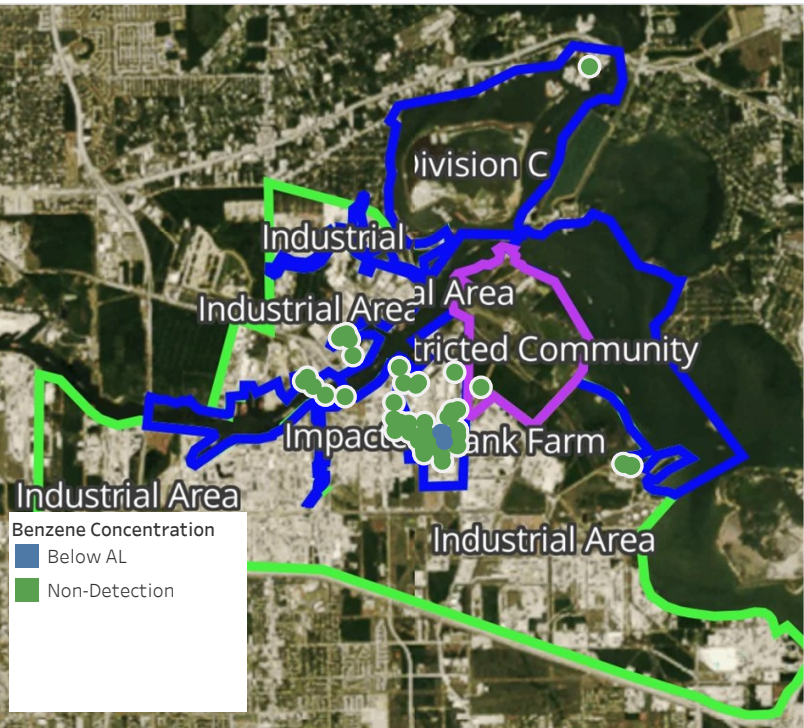 Division C
Industrial
al Area
Industrial Area
tricted Community
Impacte ank Farm
Industrial Area
Industrial Area
Benzene Concentration
Below AL
Non-Detection